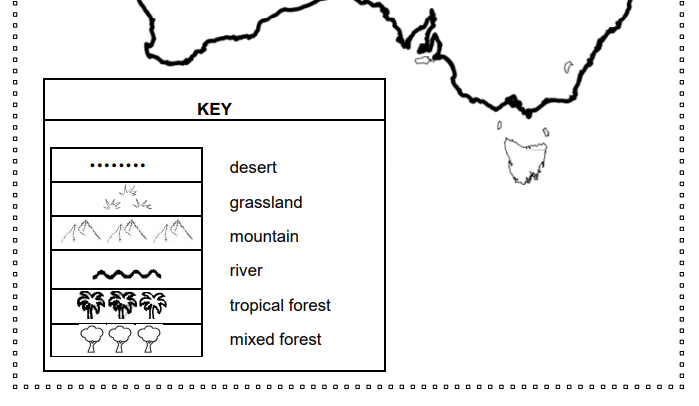 KEY
desert
grassland
mountain
river
tropical forest
mixed forest